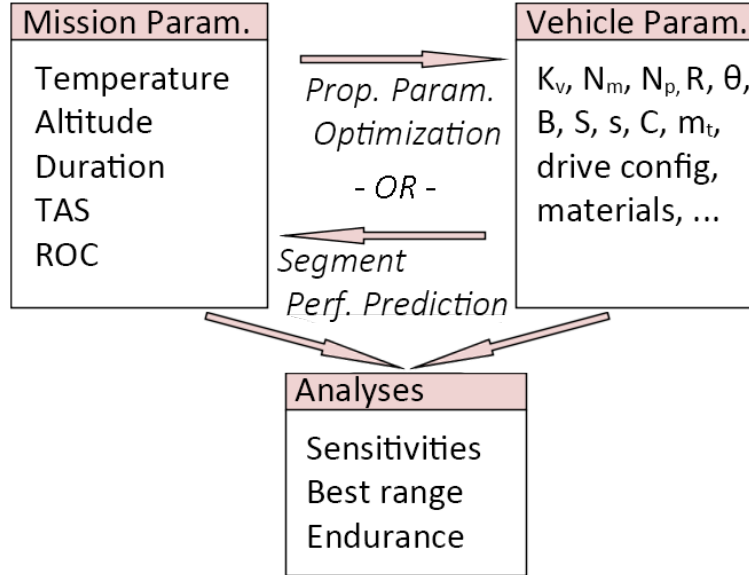 Mission Param.
Temperature
Altitude
Duration
TAS
ROC
Prop. Param.
Optimization
- OR -
Segment
Perf. Prediction
Vehicle Param.
Kᵥ, Nₘ, Nₚ, R, θ,
B, S, s, C, mₜ,
drive config,
materials, ...
Analyses
Sensitivities
Best range
Endurance